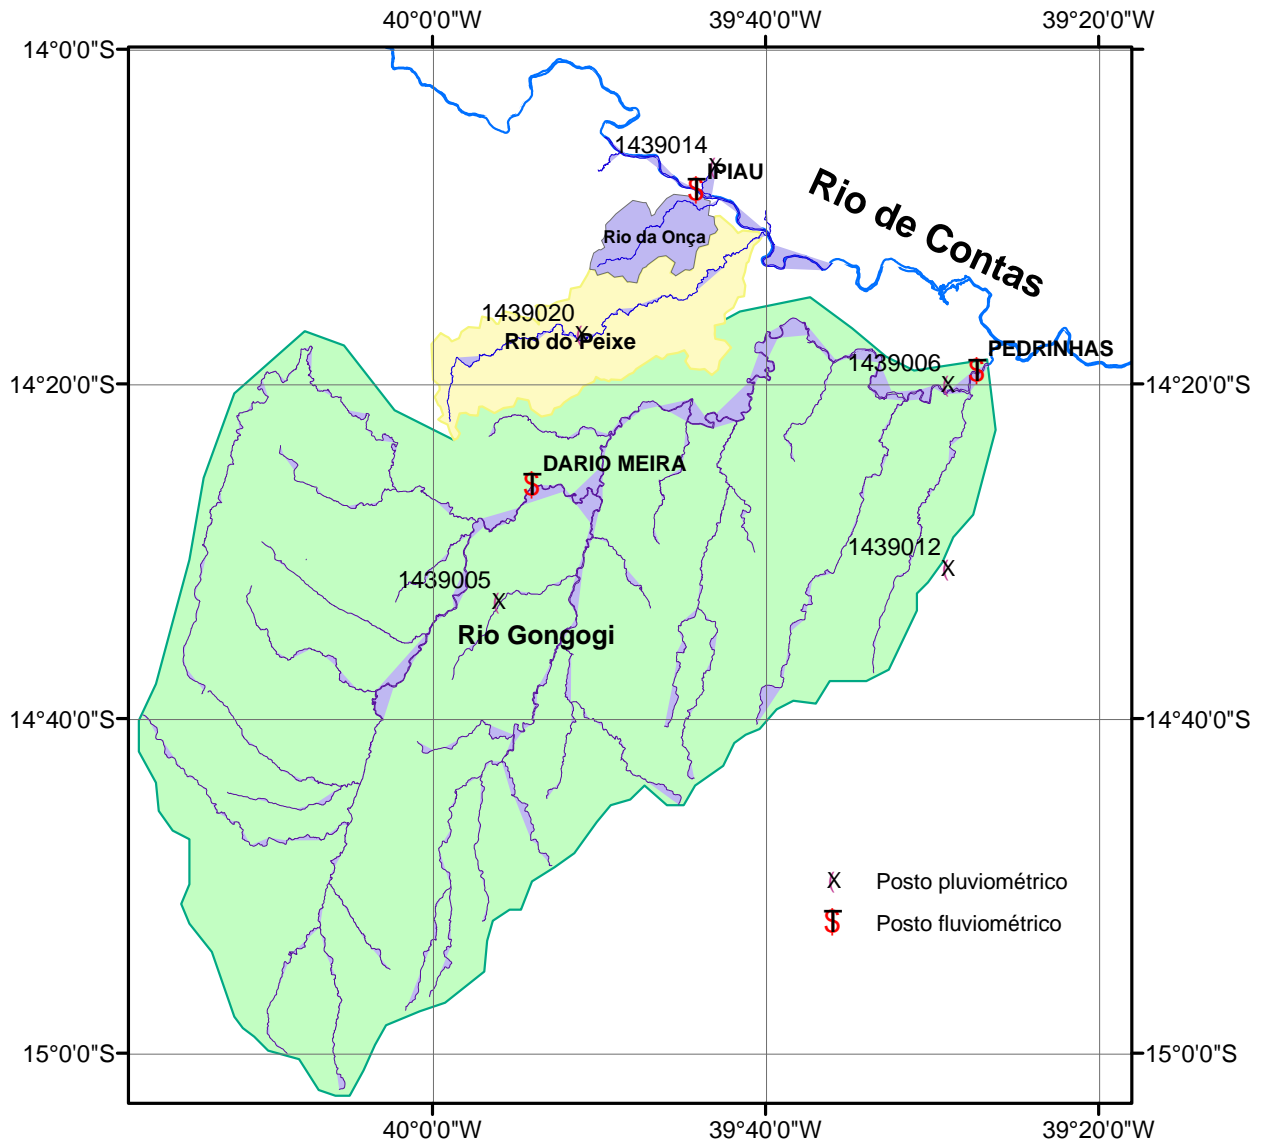 40°0'0"W
39°40'0"W
39°20'0"W
14°0'0"S
14°0'0"S
1439014
IPIAU
Rio de Contas
Rio da Onça
1439020
Rio do Peixe
PEDRINHAS
1439006
14°20'0"S
14°20'0"S
DARIO MEIRA
1439012
1439005
Rio Gongogi
14°40'0"S
14°40'0"S
X Posto pluviométrico
Posto fluviométrico
15°0'0"S
15°0'0"S
40°0'0"W
39°40'0"W
39°20'0"W